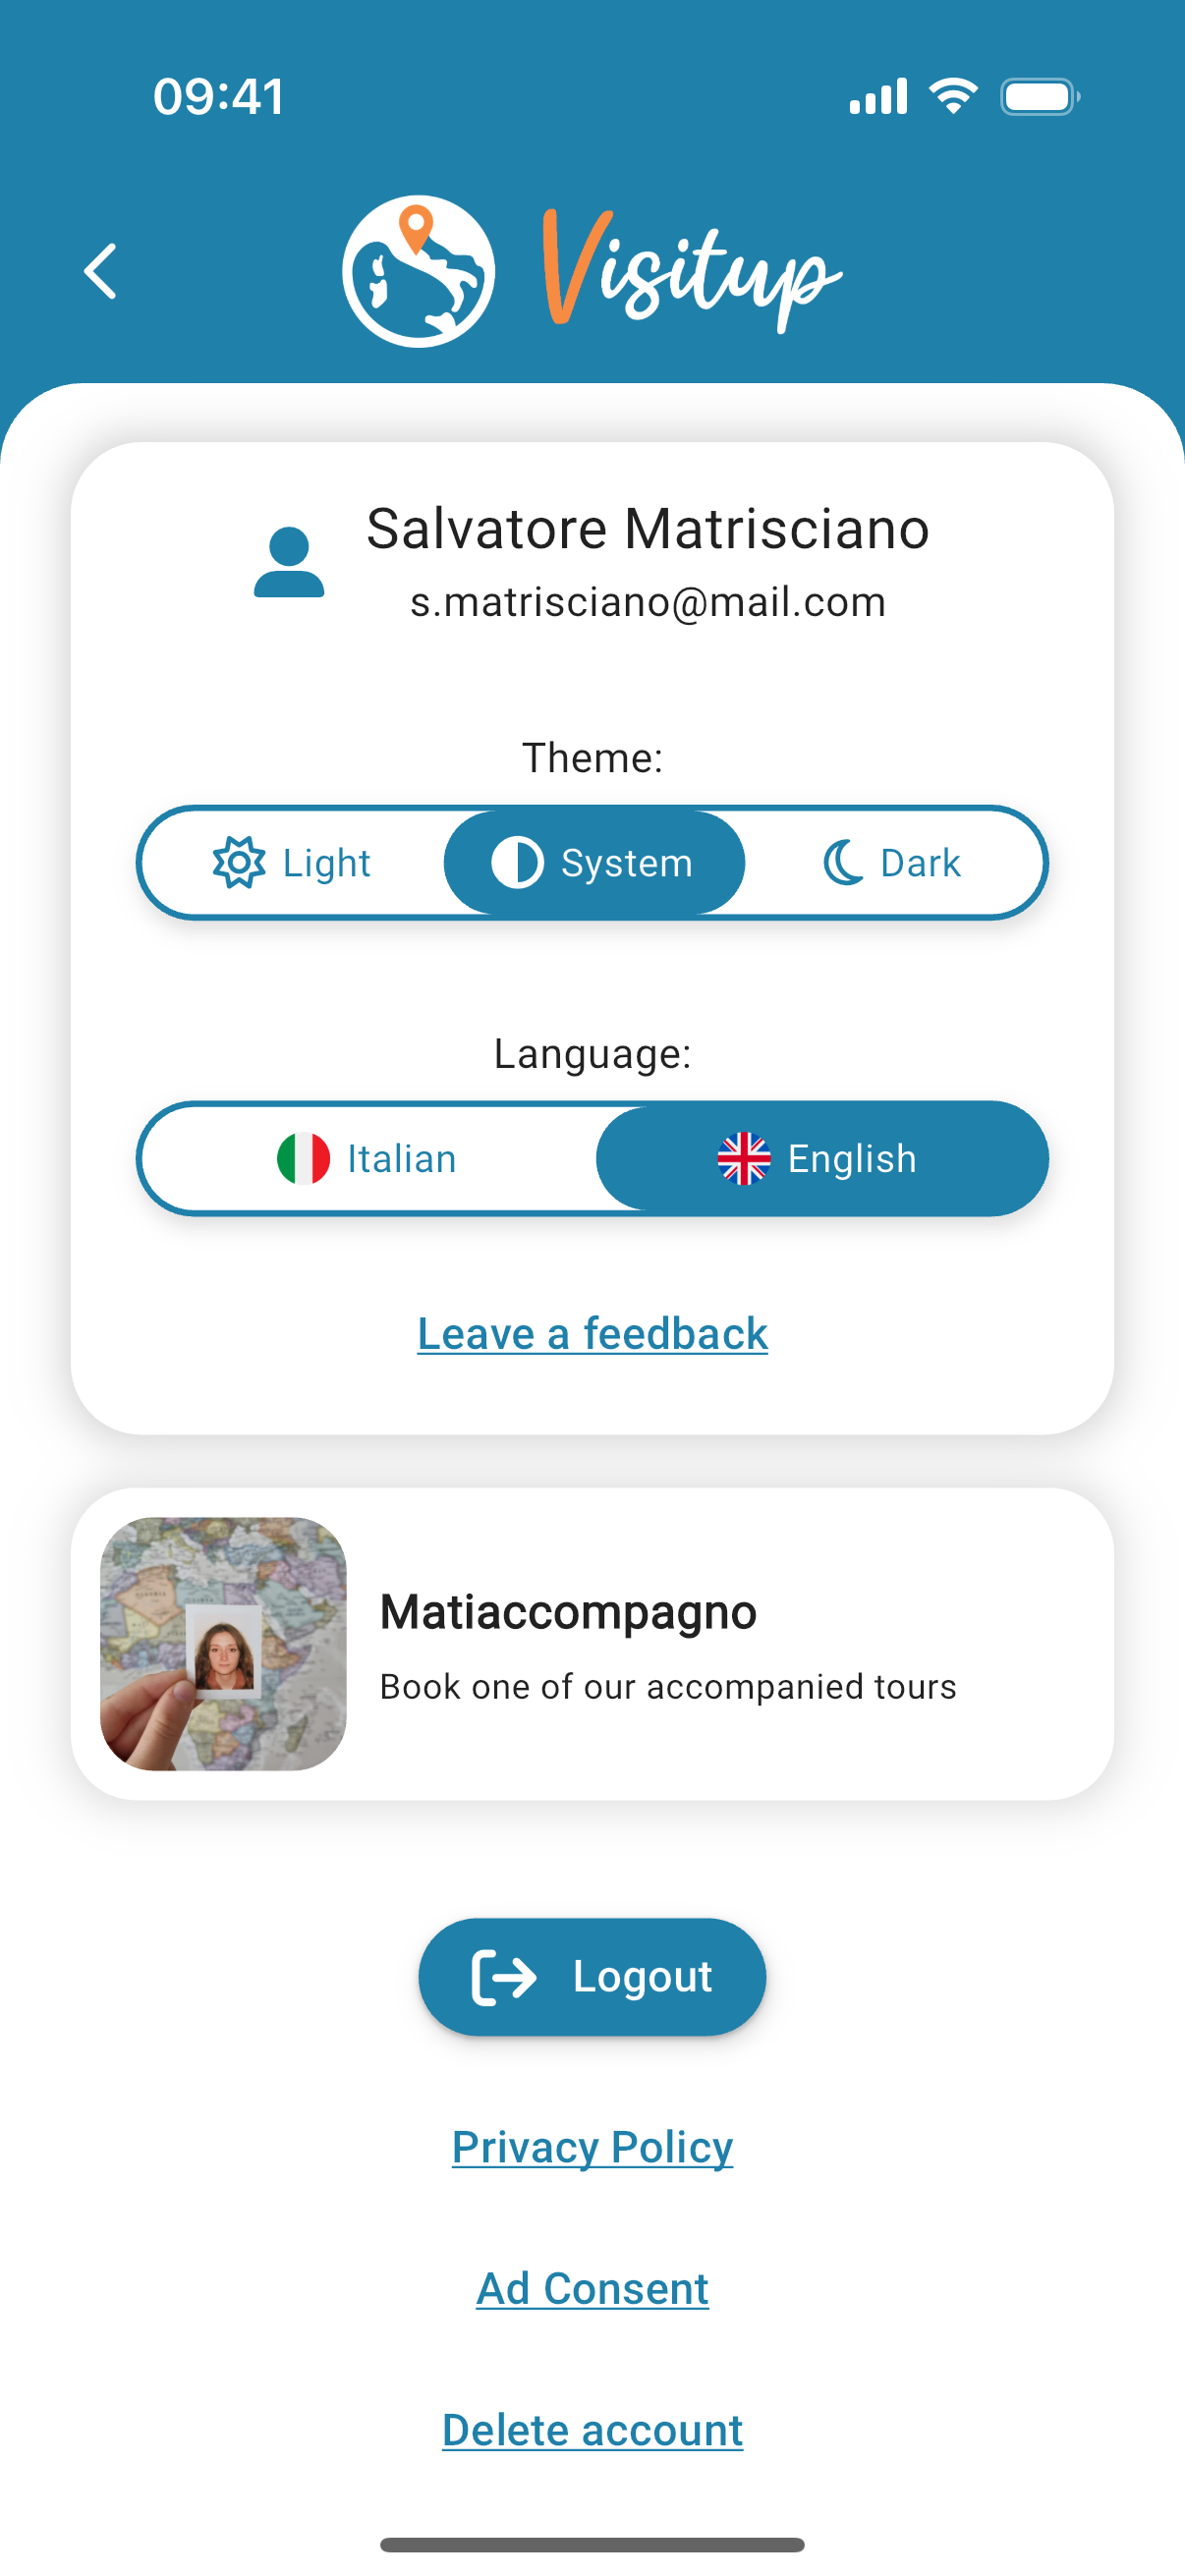 09:41
Visitup
Salvatore Matrisciano
s.matrisciano@mail.com
Theme:
Light
System
Dark
Language:
Italian
English
Leave a feedback
Matiaccompagno
Book one of our accompanied tours
Logout
Privacy Policy
Ad Consent
Delete account